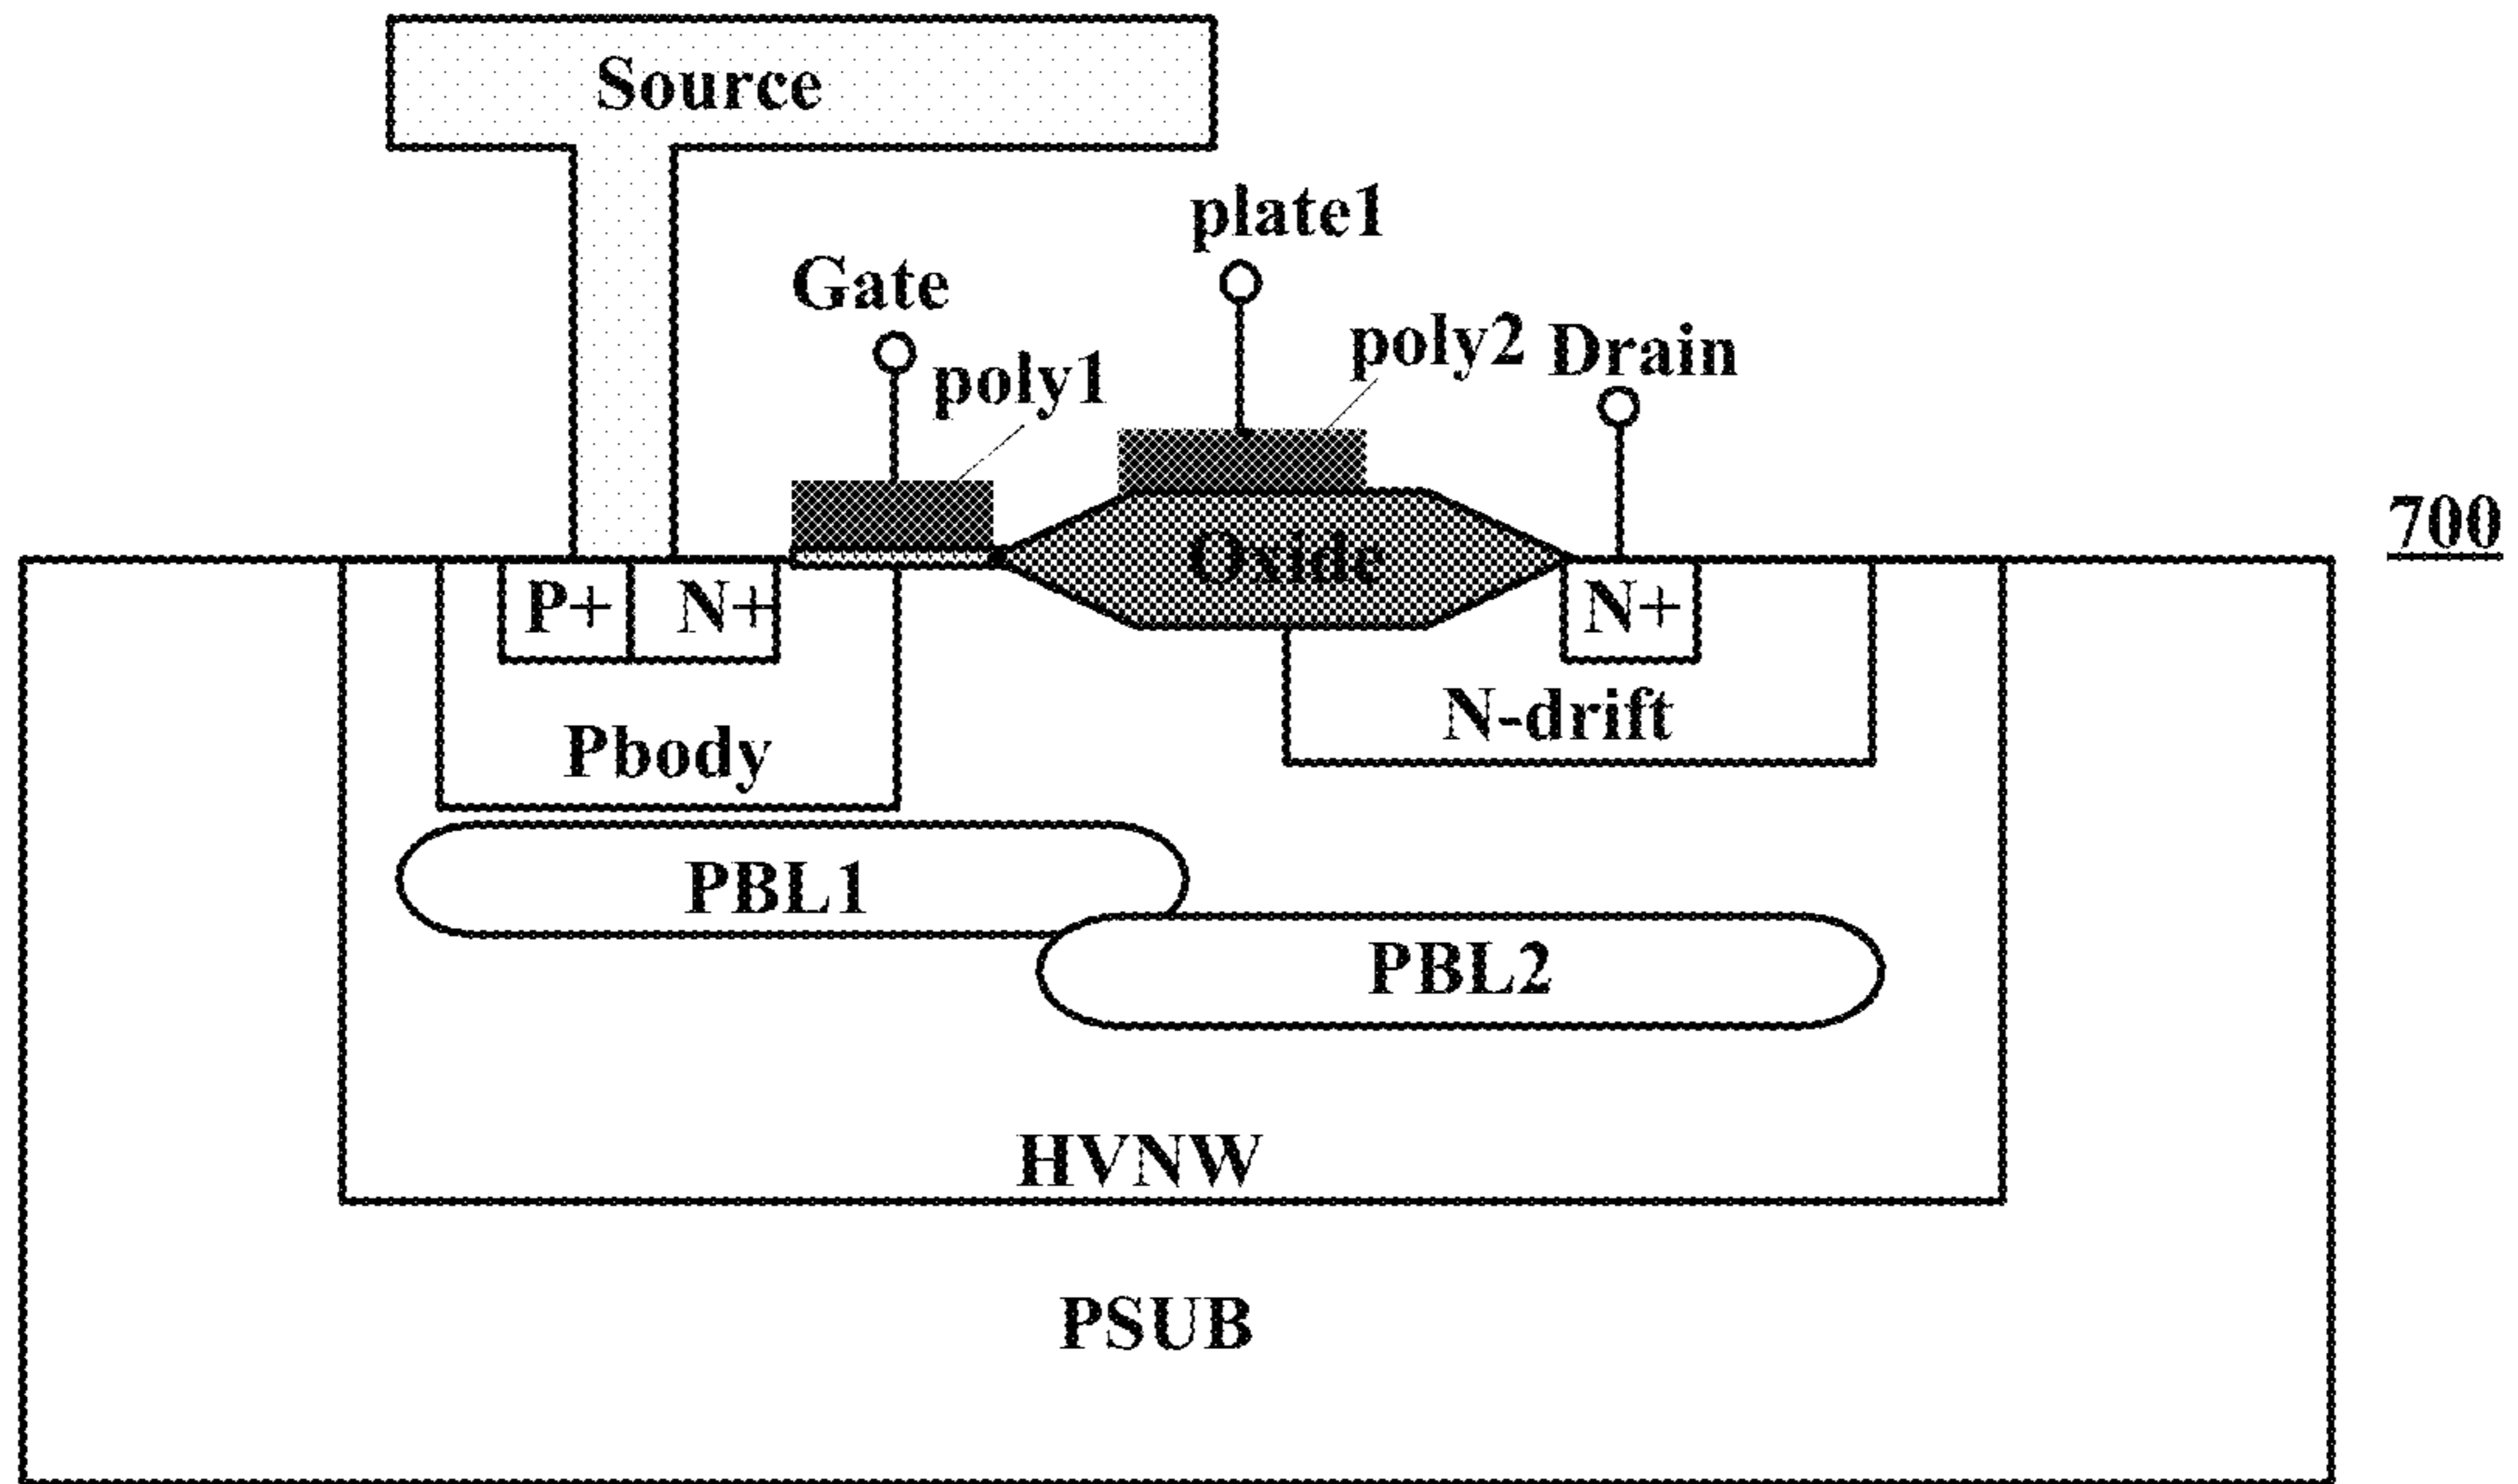 Source
plate1
Gate
poly2
Drain
poly1
700
Oxide
P+
N+
N+
N-drift
Pbody
PBL1
PBL2
HVNW
PSUB